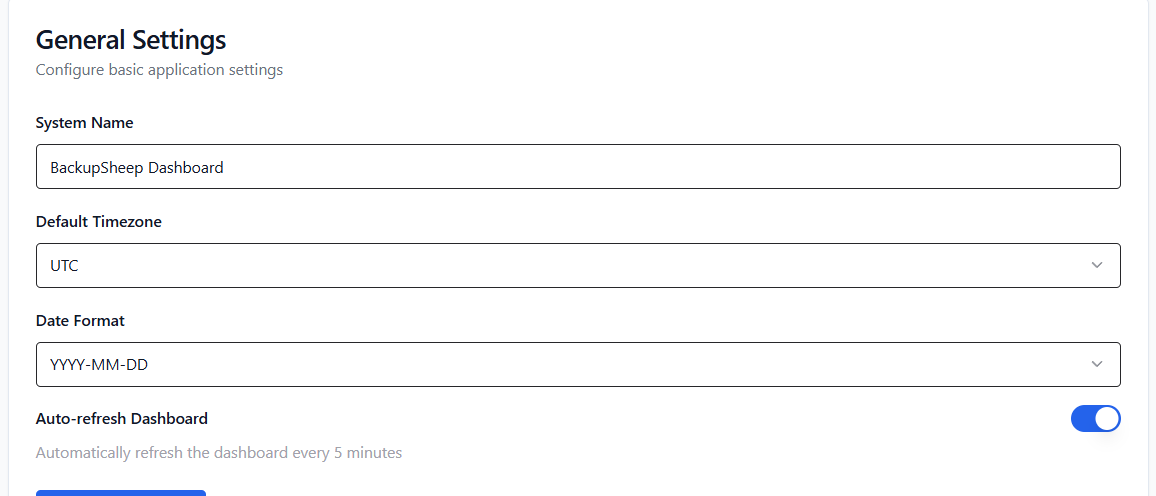 General Settings
Configure basic application settings
System Name
BackupSheep Dashboard
Default Timezone
UTC
Date Format
YYYY-MM-DD
Auto-refresh Dashboard
Automatically refresh the dashboard every 5 minutes